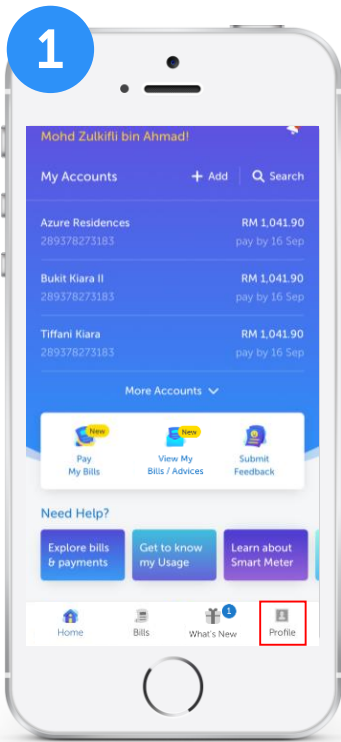 1
Mohd Zulkifli bin Ahmad!
My Accounts + Add Search
Azure Residences RM 1,041.90
289378273183 pay by 16 Sep
Bukit Kiara II RM 1,041.90
289378273183 pay by 16 Sep
Tiffani Kiara RM 1,041.90
289378273183 pay by 16 Sep
More Accounts
New New
Pay View My Submit
My Bills Bills / Advices Feedback
Need Help?
Explore bills Get to know Learn about
& payments my Usage Smart Meter
1
Home Bills What's New Profile